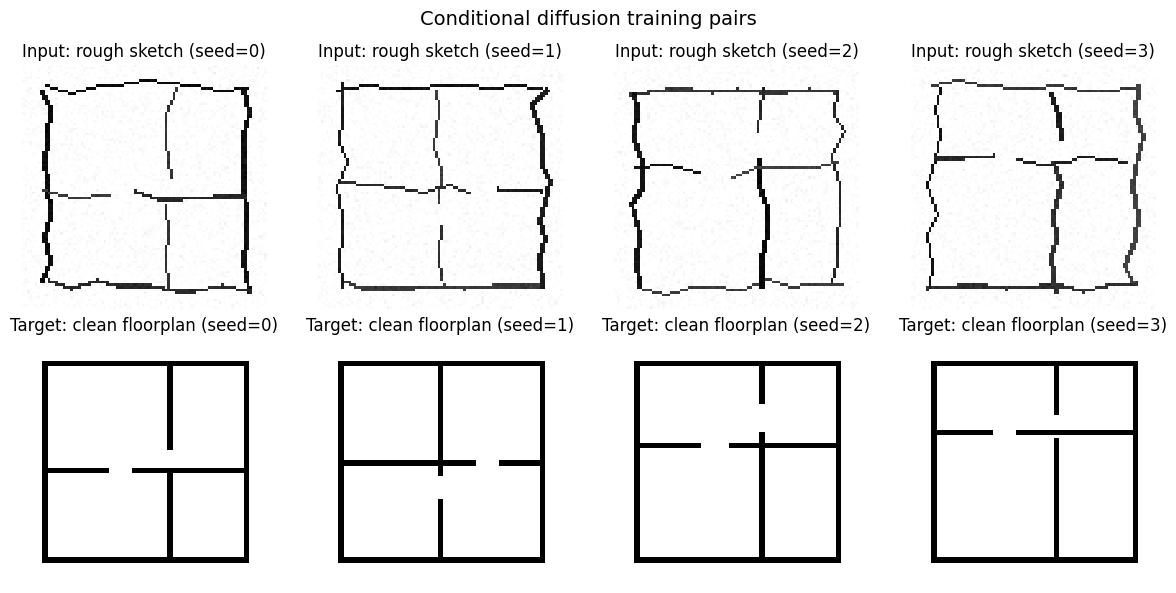 Conditional diffusion training pairs
Input: rough sketch (seed=0)
Input: rough sketch (seed=1)
Input: rough sketch (seed=2)
Input: rough sketch (seed=3)
Target: clean floorplan (seed=0)
Target: clean floorplan (seed=1)
Target: clean floorplan (seed=2)
Target: clean floorplan (seed=3)